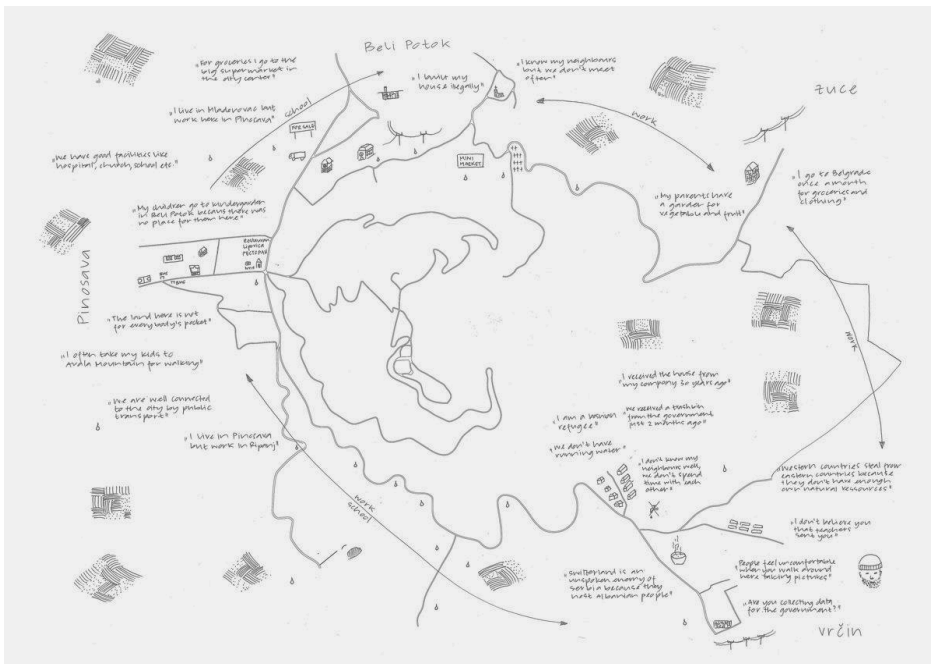 Beli Potok
„For groceries I go to the
big supermarket in
the city center"
„I built my
house illegally"
„I know my neighbours
but we don't meet
often"
zuce
„I live in Mladenovac but
work here in Pinosava"
school
work
FOR SALE
„We have good facilities like
hospital, church, school etc."
MINI
MARKET
„I go to Belgrade
once a month
for groceries and
clothing"
„My parents have
a garden for
vegetable and fruit"
„My children go to kindergarden
in Beli Potok because there was
no place for them here"
Pinosava
„The land here is not
for everybody's pocket"
work
„I often take my kids to
Avala Mountain for walking"
„I received the house from
my company 30 years ago"
„We are well connected
to the city by public
transport"
„I am a bosnian
refugee"
„We received a trashbin
from the government
just 2 months ago"
„I live in Pinosava
but work in Ripanj"
„We don't have
running water"
„I don't know my
neighbours well,
we don't spend
time with each
other"
„Western countries steal from
eastern countries because
they don't have enough
own natural ressources"
work
school
„I don't believe you
that teachers
sent you"
„Switzerland is an
unspoken enemy of
serbia because they
host albanian people"
„People feel uncomfortable
when you walk around
here taking pictures"
„Are you collecting data
for the government?"
vrčin